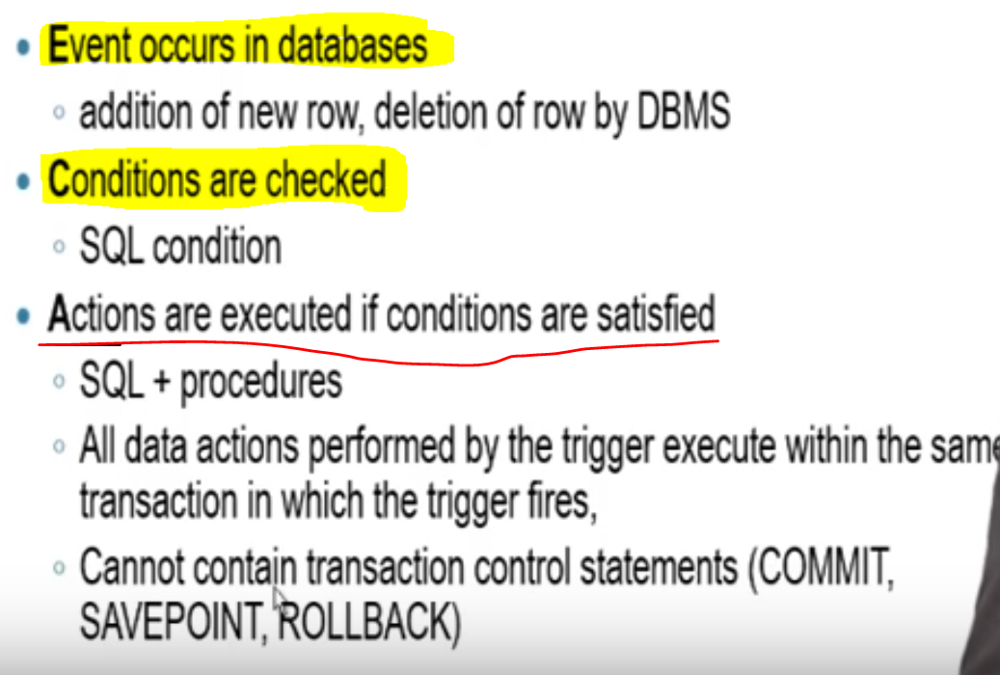 • Event occurs in databases
◦ addition of new row, deletion of row by DBMS
• Conditions are checked
◦ SQL condition
• Actions are executed if conditions are satisfied
◦ SQL + procedures
◦ All data actions performed by the trigger execute within the same
transaction in which the trigger fires,
◦ Cannot contain transaction control statements (COMMIT,
SAVEPOINT, ROLLBACK)